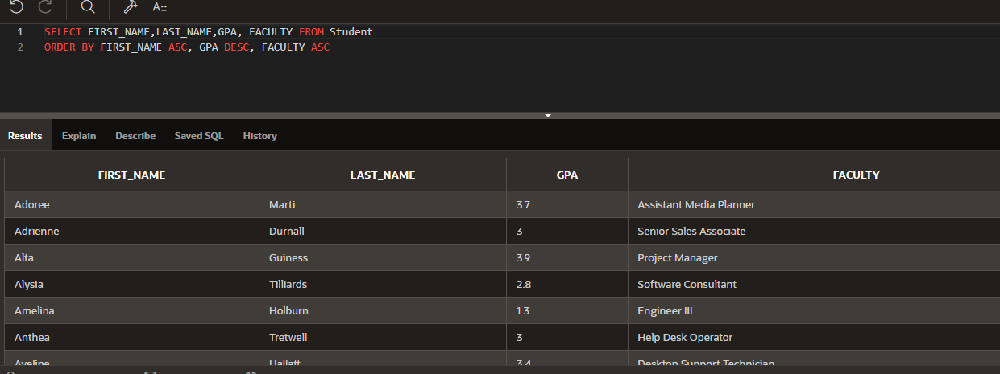 A::
1 SELECT FIRST_NAME,LAST_NAME,GPA, FACULTY FROM Student
2 ORDER BY FIRST_NAME ASC, GPA DESC, FACULTY ASC
Results Explain Describe Saved SQL History
FIRST_NAME LAST_NAME GPA FACULTY
Adoree Marti 3.7 Assistant Media Planner
Adrienne Durnall 3 Senior Sales Associate
Alta Guiness 3.9 Project Manager
Alysia Tilliards 2.8 Software Consultant
Amelina Holburn 1.3 Engineer III
Anthea Tretwell 3 Help Desk Operator
Aveline Hallatt 3.4 Desktop Support Technician